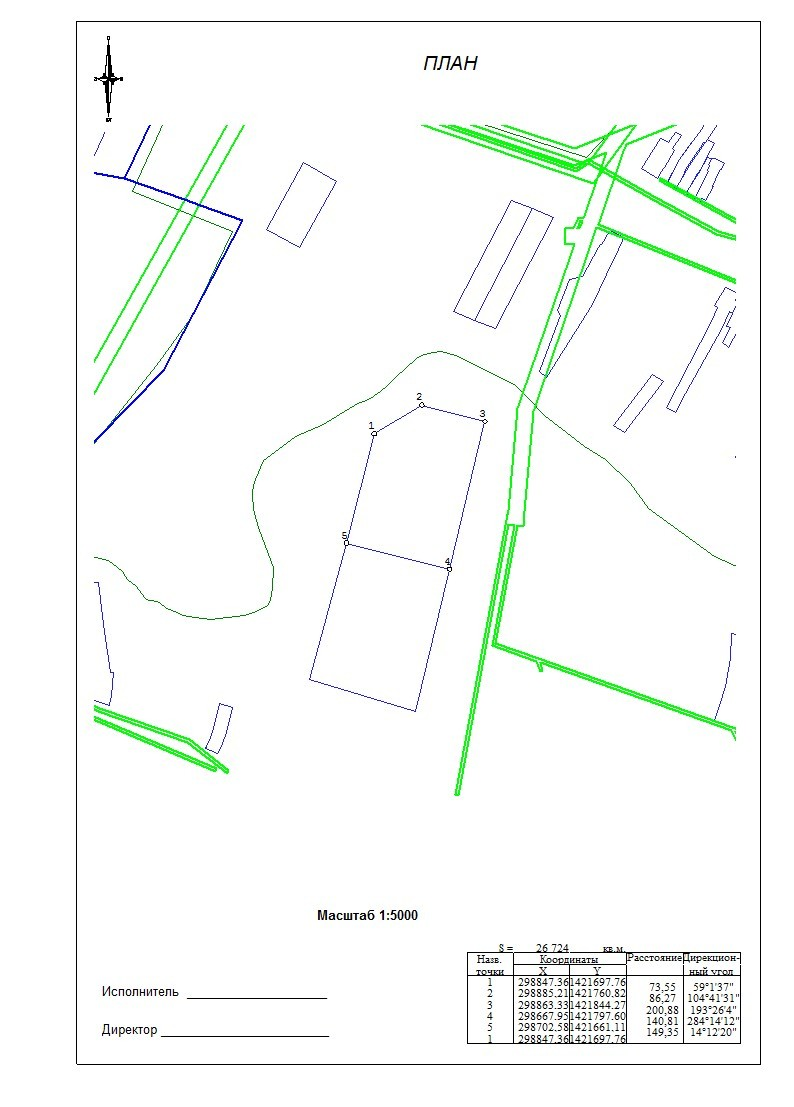 ПЛАН
2
1
3
5
4
Масштаб 1:5000
S = 26 724 кв.м.
Назв. точки Координаты Расстояние Дирекцион-ный угол
X Y
1 298847.36 1421697.76
73,55 59°1'37"
2 298885.21 1421760,82
86,27 104°41'31"
3 298863.33 1421844.27
200,88 193°26'4"
4 298667.95 1421797.60
140,81 284°14'12"
5 298702.58 1421661,11
149,35 14°12'20"
1 298847.36 1421697.76
Исполнитель
Директор